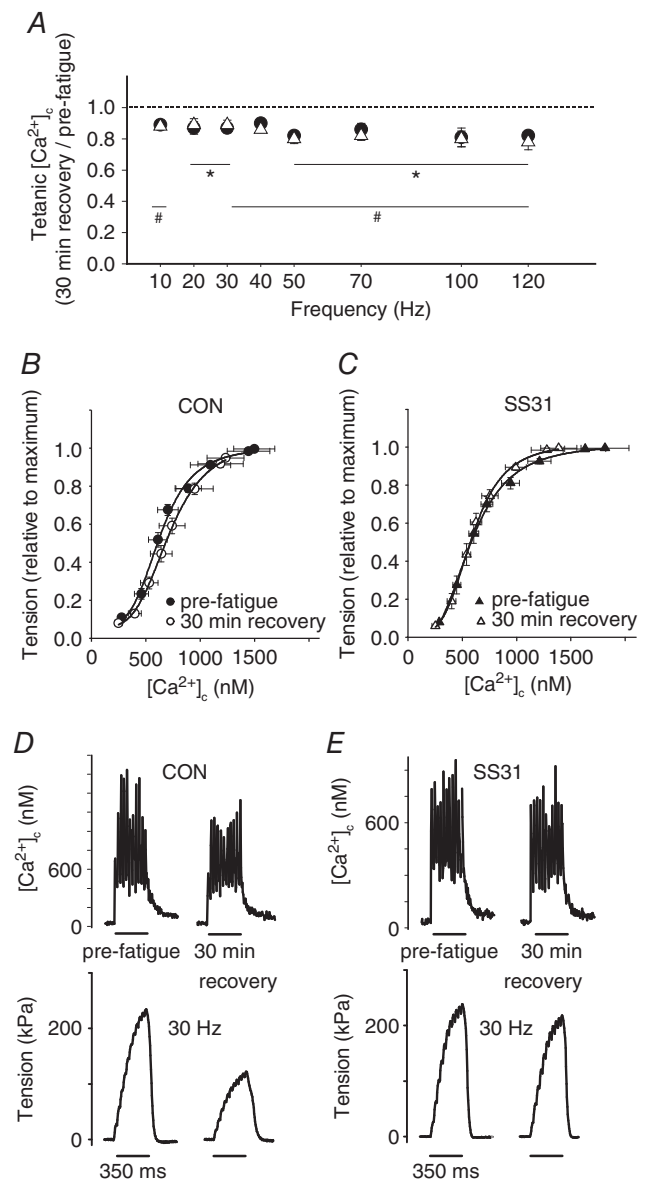 A
Tetanic [Ca²⁺]c
(30 min recovery / pre-fatigue)
1.0
0.8
0.6
0.4
0.2
0.0
*
*
#
#
10 20 30 40 50 70 100 120
Frequency (Hz)
B
CON
Tension (relative to maximum)
1.0
0.8
0.6
0.4
0.2
0.0
pre-fatigue
30 min recovery
0 500 1000 1500
[Ca²⁺]c (nM)
C
SS31
Tension (relative to maximum)
1.0
0.8
0.6
0.4
0.2
0.0
pre-fatigue
30 min recovery
0 500 1000 1500
[Ca²⁺]c (nM)
D
CON
[Ca²⁺]c (nM)
600
0
pre-fatigue 30 min
recovery
Tension (kPa)
200
0
30 Hz
350 ms
E
SS31
[Ca²⁺]c (nM)
600
0
pre-fatigue 30 min
recovery
Tension (kPa)
200
0
30 Hz
350 ms